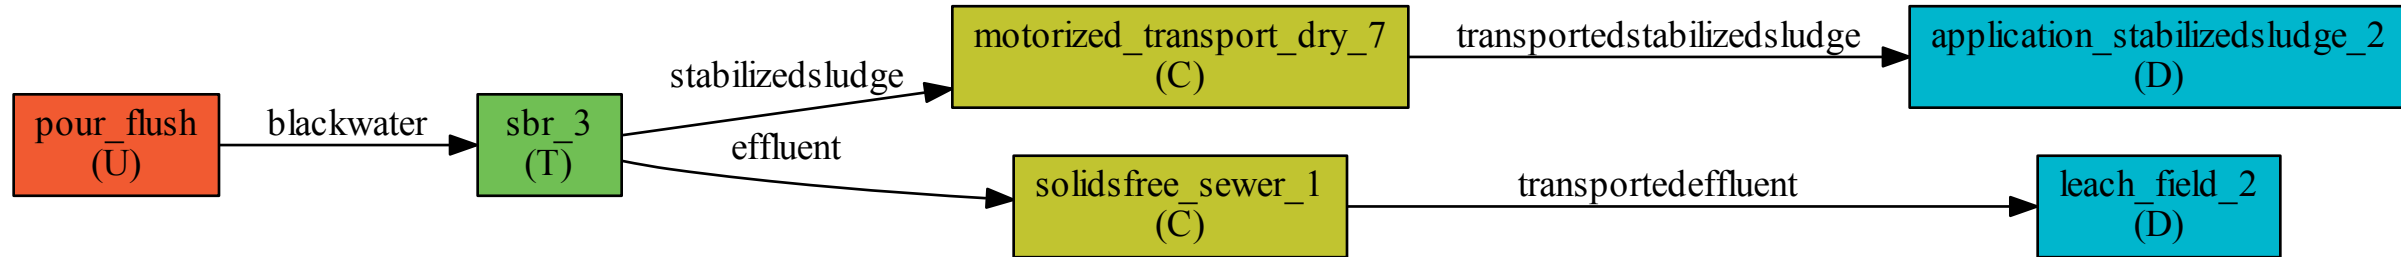 pour_flush
(U)
blackwater
sbr_3
(T)
stabilizedsludge
effluent
motorized_transport_dry_7
(C)
solidsfree_sewer_1
(C)
transportedstabilizedsludge
transportedeffluent
application_stabilizedsludge_2
(D)
leach_field_2
(D)